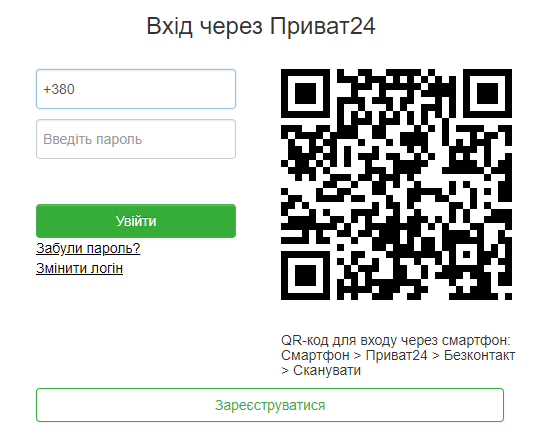 Вхід через Приват24
+380
Введіть пароль
Увійти
Забули пароль?
Змінити логін
QR-код для входу через смартфон:
Смартфон > Приват24 > Безконтакт
> Сканувати
Зареєструватися